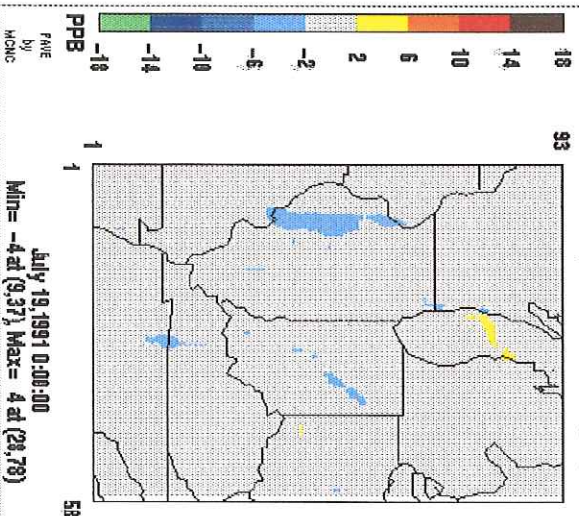 PPB
18
14
10
6
2
-2
-6
-10
-14
-18
PAVE
by
MCNC
93
1
1
58
July 19,1991 0:00:00
Min= -4 at (9,37), Max= 4 at (28,78)